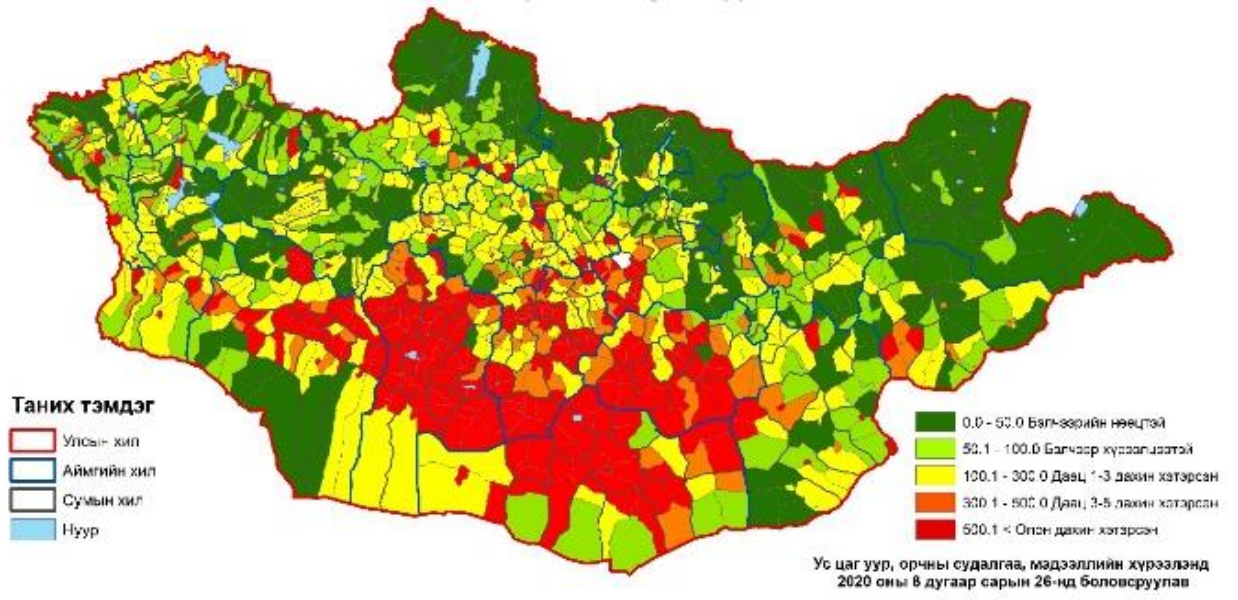 Таних тэмдэг
Улсын хил
Аймгийн хил
Сумын хил
Нуур
0.0 - 50.0 Бэлчээрийн нөөцтэй
50.1 - 100.0 Бэлчээр хүрэлцээтэй
100.1 - 300.0 Даац 1-3 дахин хэтэрсэн
300.1 - 500.0 Даац 3-5 дахин хэтэрсэн
500.1 < Олон дахин хэтэрсэн
Ус цаг уур, орчны судалгаа, мэдээллийн хүрээлэнд
2020 оны 8 дугаар сарын 26-нд боловсруулав